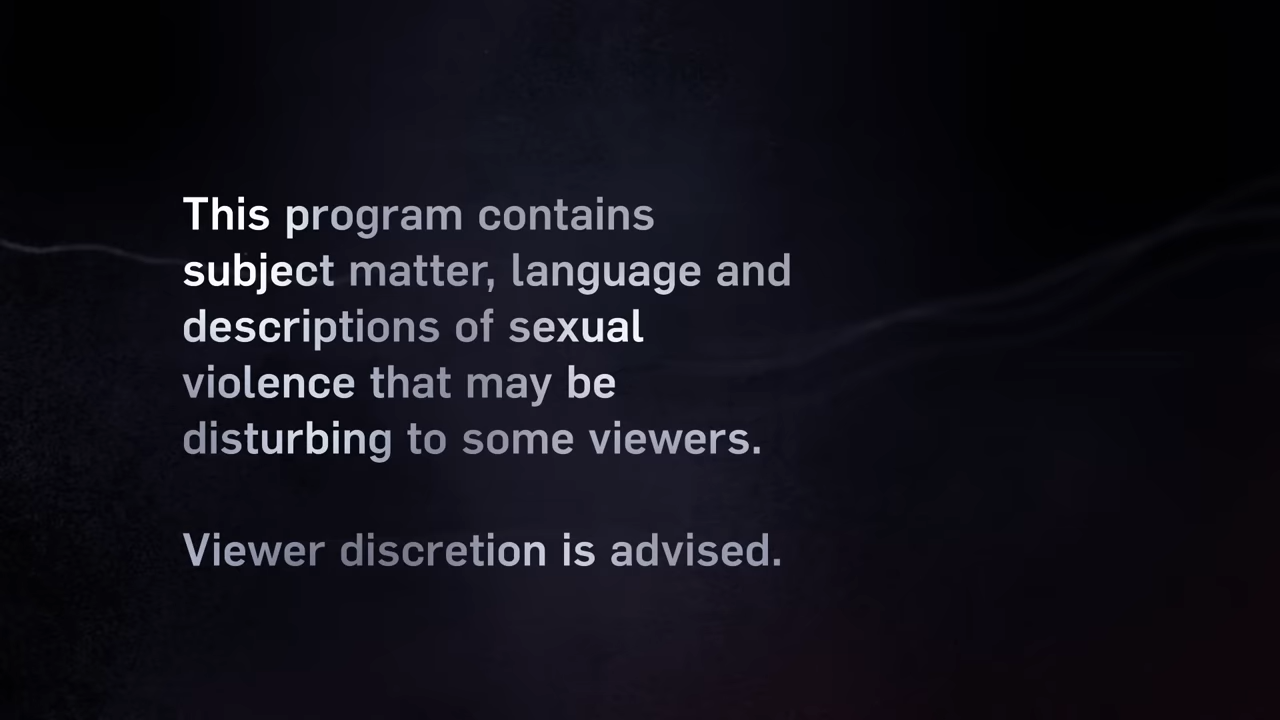 This program contains
subject matter, language and
descriptions of sexual
violence that may be
disturbing to some viewers.
Viewer discretion is advised.